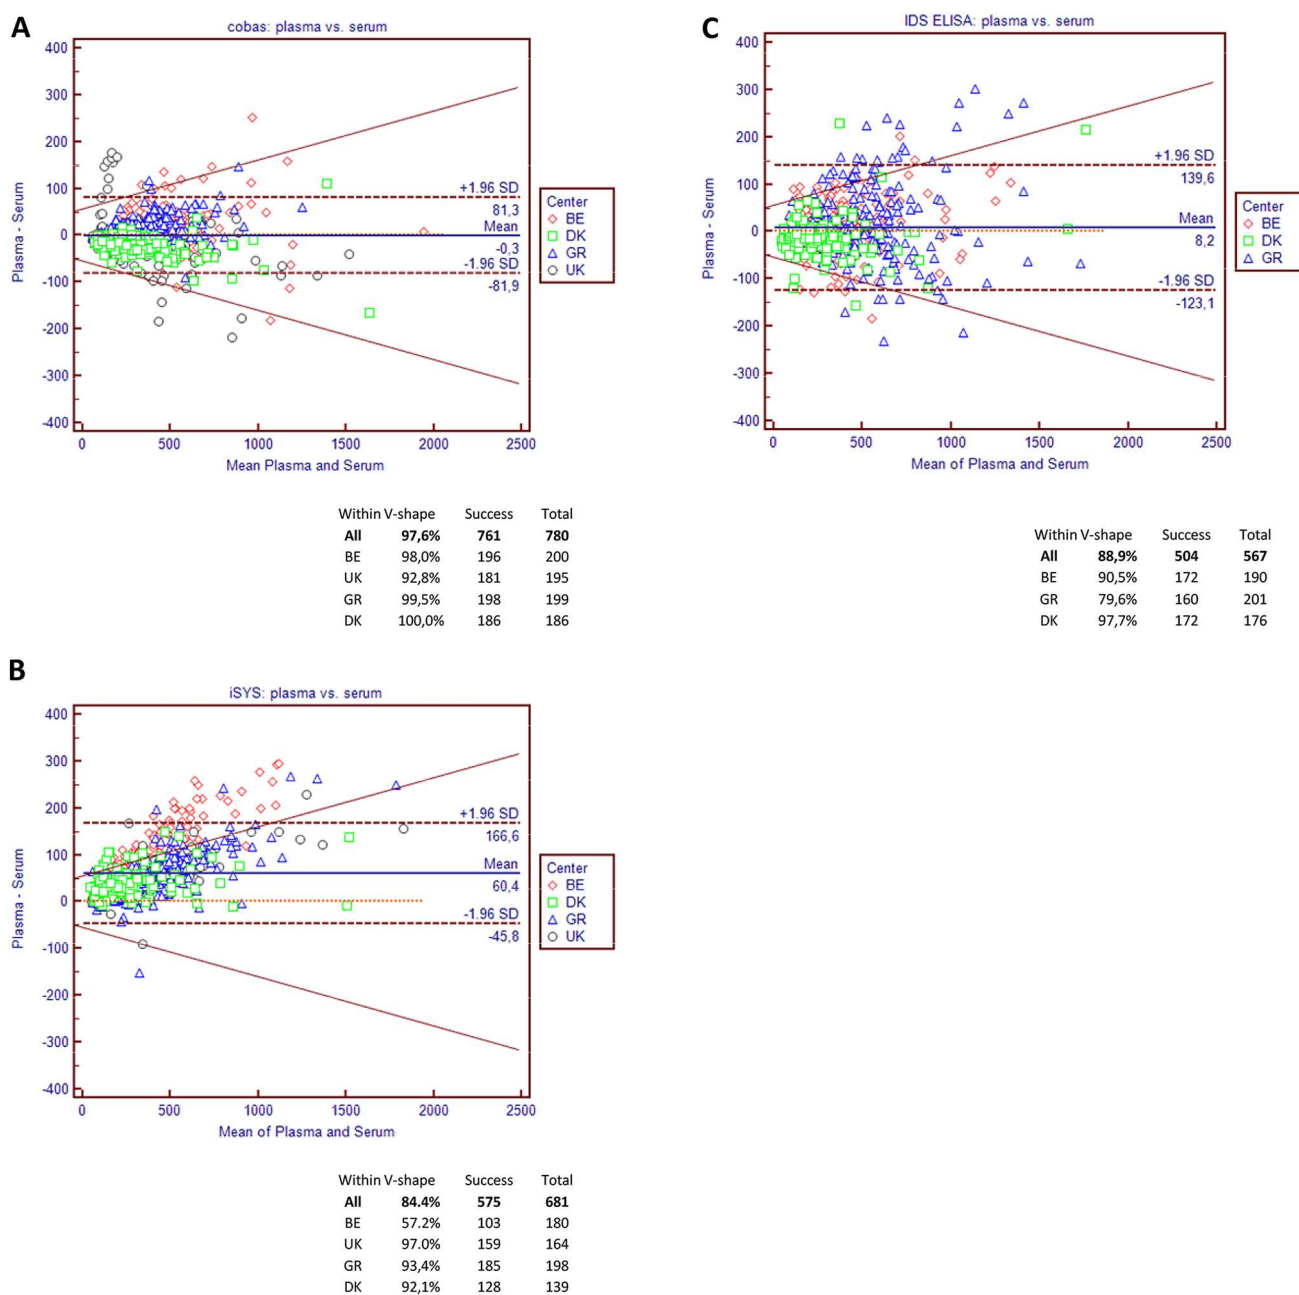 A
cobas: plasma vs. serum
400
300
200
100
0
-100
-200
-300
-400
Plasma - Serum
+1.96 SD
81,3
Mean
-0,3
-1.96 SD
-81,9
0 500 1000 1500 2000 2500
Mean Plasma and Serum
Center
BE
DK
GR
UK
Within V-shape Success Total
All 97,6% 761 780
BE 98,0% 196 200
UK 92,8% 181 195
GR 99,5% 198 199
DK 100,0% 186 186
C
IDS ELISA: plasma vs. serum
400
300
200
100
0
-100
-200
-300
-400
Plasma - Serum
+1.96 SD
139,6
Mean
8,2
-1.96 SD
-123,1
0 500 1000 1500 2000 2500
Mean of Plasma and Serum
Center
BE
DK
GR
Within V-shape Success Total
All 88,9% 504 567
BE 90,5% 172 190
GR 79,6% 160 201
DK 97,7% 172 176
B
iSYS: plasma vs. serum
400
300
200
100
0
-100
-200
-300
-400
Plasma - Serum
+1.96 SD
166,6
Mean
60,4
-1.96 SD
-45,8
0 500 1000 1500 2000 2500
Mean of Plasma and Serum
Center
BE
DK
GR
UK
Within V-shape Success Total
All 84.4% 575 681
BE 57.2% 103 180
UK 97.0% 159 164
GR 93,4% 185 198
DK 92,1% 128 139